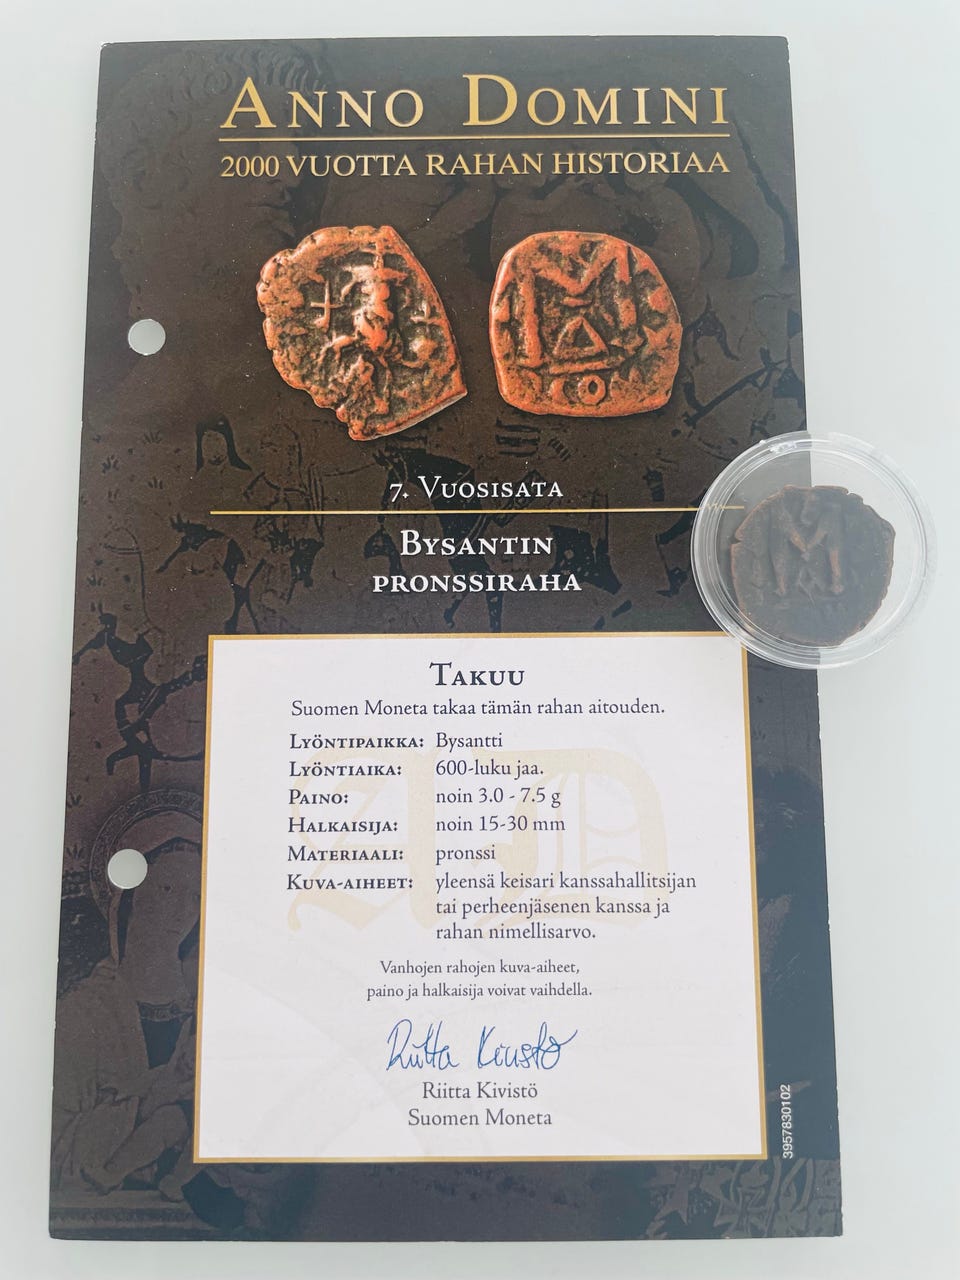 ANNO DOMINI
2000 VUOTTA RAHAN HISTORIAA
7. VUOSISATA
BYSANTIN
PRONSSIRAHA
TAKUU
Suomen Moneta takaa tämän rahan aitouden.
LYÖNTIPAIKKA: Bysantti
LYÖNTIAIKA: 600-luku jaa.
PAINO: noin 3.0 - 7.5 g
HALKAISIJA: noin 15-30 mm
MATERIAALI: pronssi
KUVA-AIHEET: yleensä keisari kanssahallitsijan
tai perheenjäsenen kanssa ja
rahan nimellisarvo.
Vanhojen rahojen kuva-aiheet,
paino ja halkaisija voivat vaihdella.
Riitta Kivistö
Riitta Kivistö
Suomen Moneta
3957830102